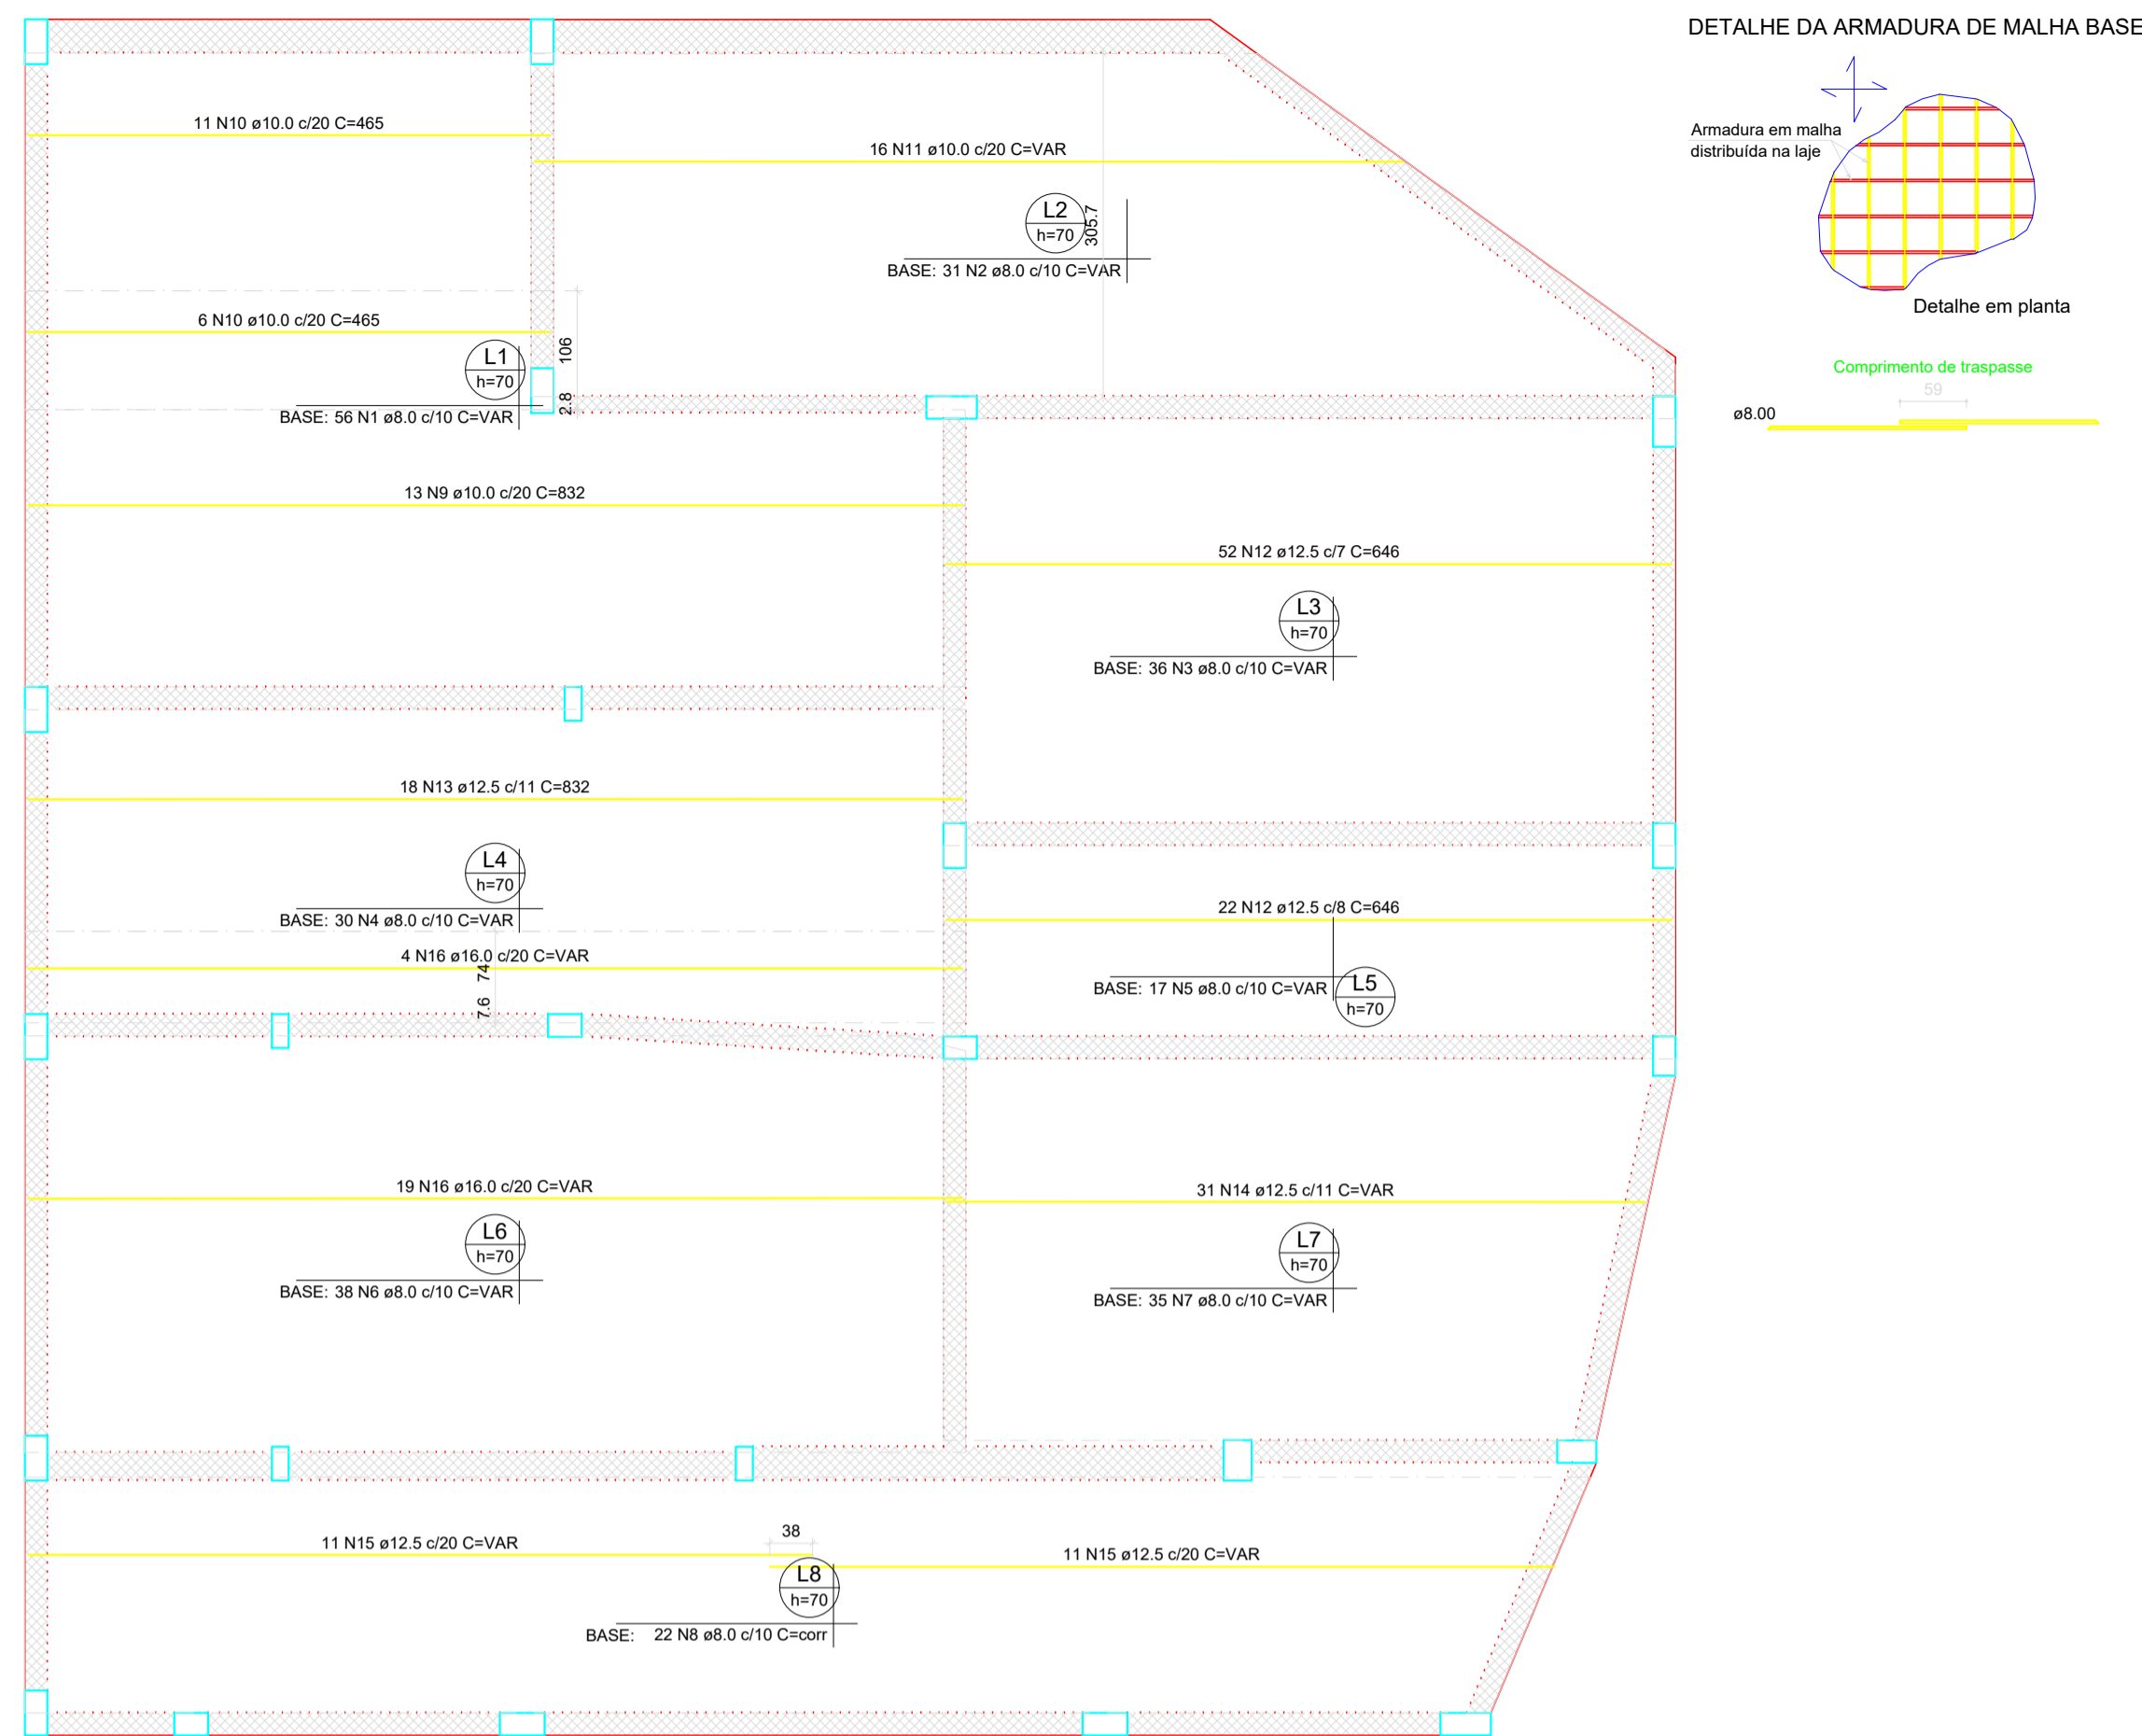 DETALHE DA ARMADURA DE MALHA BASE
Armadura em malha
distribuída na laje
Detalhe em planta
Comprimento de traspasse
59
ø8.00
11 N10 ø10.0 c/20 C=465
16 N11 ø10.0 c/20 C=VAR
L2
h=70
305.7
BASE: 31 N2 ø8.0 c/10 C=VAR
6 N10 ø10.0 c/20 C=465
106
2.8
L1
h=70
BASE: 56 N1 ø8.0 c/10 C=VAR
13 N9 ø10.0 c/20 C=832
52 N12 ø12.5 c/7 C=646
L3
h=70
BASE: 36 N3 ø8.0 c/10 C=VAR
18 N13 ø12.5 c/11 C=832
L4
h=70
BASE: 30 N4 ø8.0 c/10 C=VAR
22 N12 ø12.5 c/8 C=646
4 N16 ø16.0 c/20 C=VAR
74
7.6
BASE: 17 N5 ø8.0 c/10 C=VAR
L5
h=70
19 N16 ø16.0 c/20 C=VAR
31 N14 ø12.5 c/11 C=VAR
L6
h=70
BASE: 38 N6 ø8.0 c/10 C=VAR
L7
h=70
BASE: 35 N7 ø8.0 c/10 C=VAR
11 N15 ø12.5 c/20 C=VAR
38
11 N15 ø12.5 c/20 C=VAR
L8
h=70
BASE: 22 N8 ø8.0 c/10 C=corr